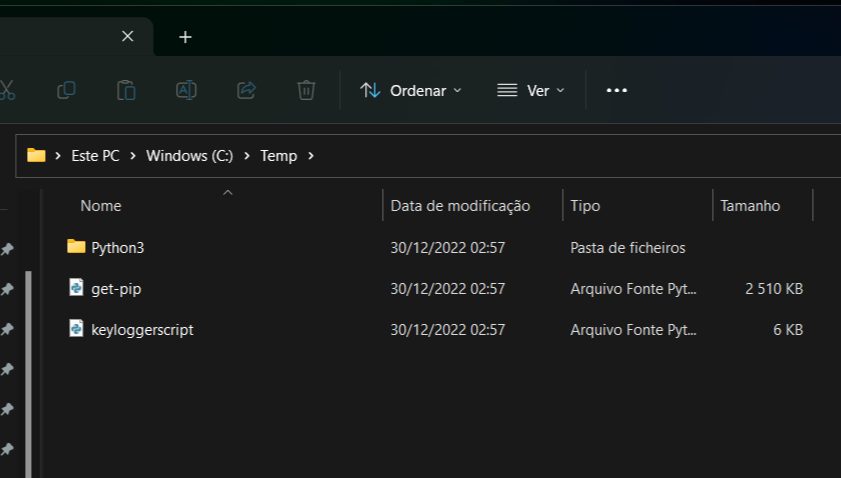 Ordenar
Ver
Este PC > Windows (C:) > Temp >
Nome Data de modificação Tipo Tamanho
Python3 30/12/2022 02:57 Pasta de ficheiros
get-pip 30/12/2022 02:57 Arquivo Fonte Pyt... 2 510 KB
keyloggerscript 30/12/2022 02:57 Arquivo Fonte Pyt... 6 KB